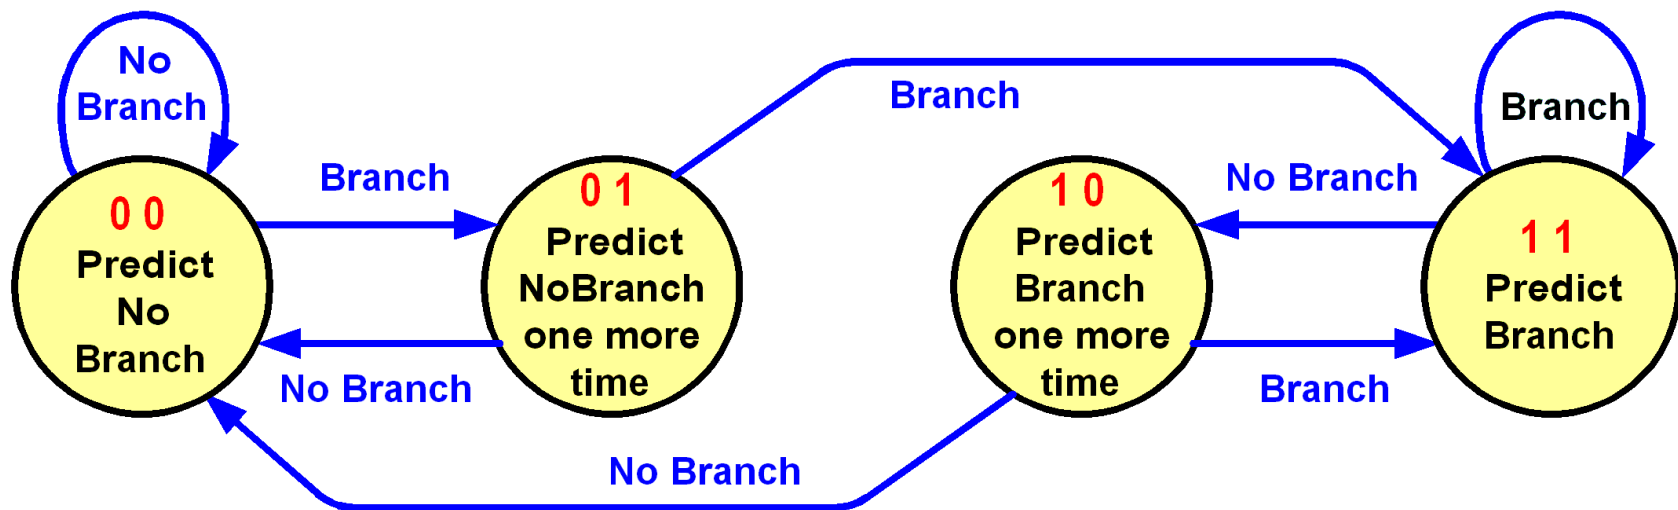 No
Branch
Branch
Branch
Branch
No Branch
0 0
Predict
No
Branch
0 1
Predict
NoBranch
one more
time
1 0
Predict
Branch
one more
time
1 1
Predict
Branch
No Branch
Branch
No Branch